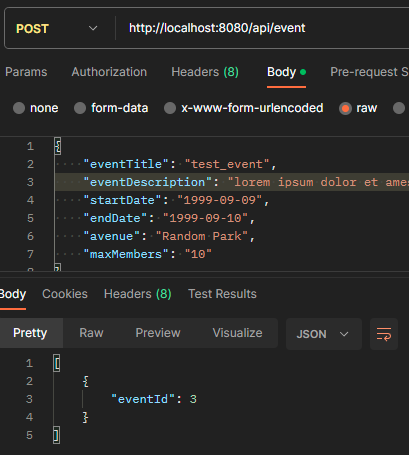 POST http://localhost:8080/api/event
Params Authorization Headers (8) Body Pre-request S
none form-data x-www-form-urlencoded raw
1 {
2 "eventTitle": "test_event",
3 "eventDescription": "lorem ipsum dolor et ames
4 "startDate": "1999-09-09",
5 "endDate": "1999-09-10",
6 "avenue": "Random Park",
7 "maxMembers": "10"
8 }
Body Cookies Headers (8) Test Results
Pretty Raw Preview Visualize JSON
1 [
2 {
3 "eventId": 3
4 }
5 ]